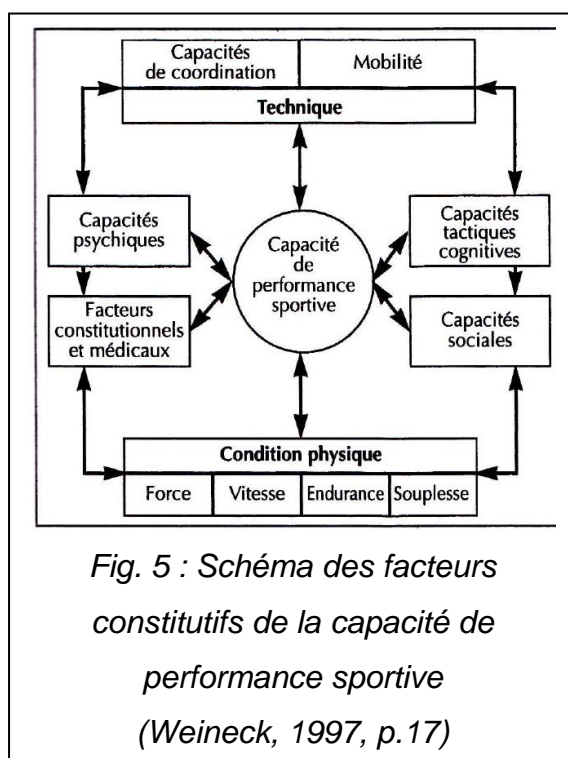 Capacités
de coordination
Mobilité
Technique
Capacités
psychiques
Capacité
de
performance
sportive
Capacités
tactiques
cognitives
Facteurs
constitutionnels
et médicaux
Capacités
sociales
Condition physique
Force
Vitesse
Endurance
Souplesse
Fig. 5 : Schéma des facteurs
constitutifs de la capacité de
performance sportive
(Weineck, 1997, p.17)